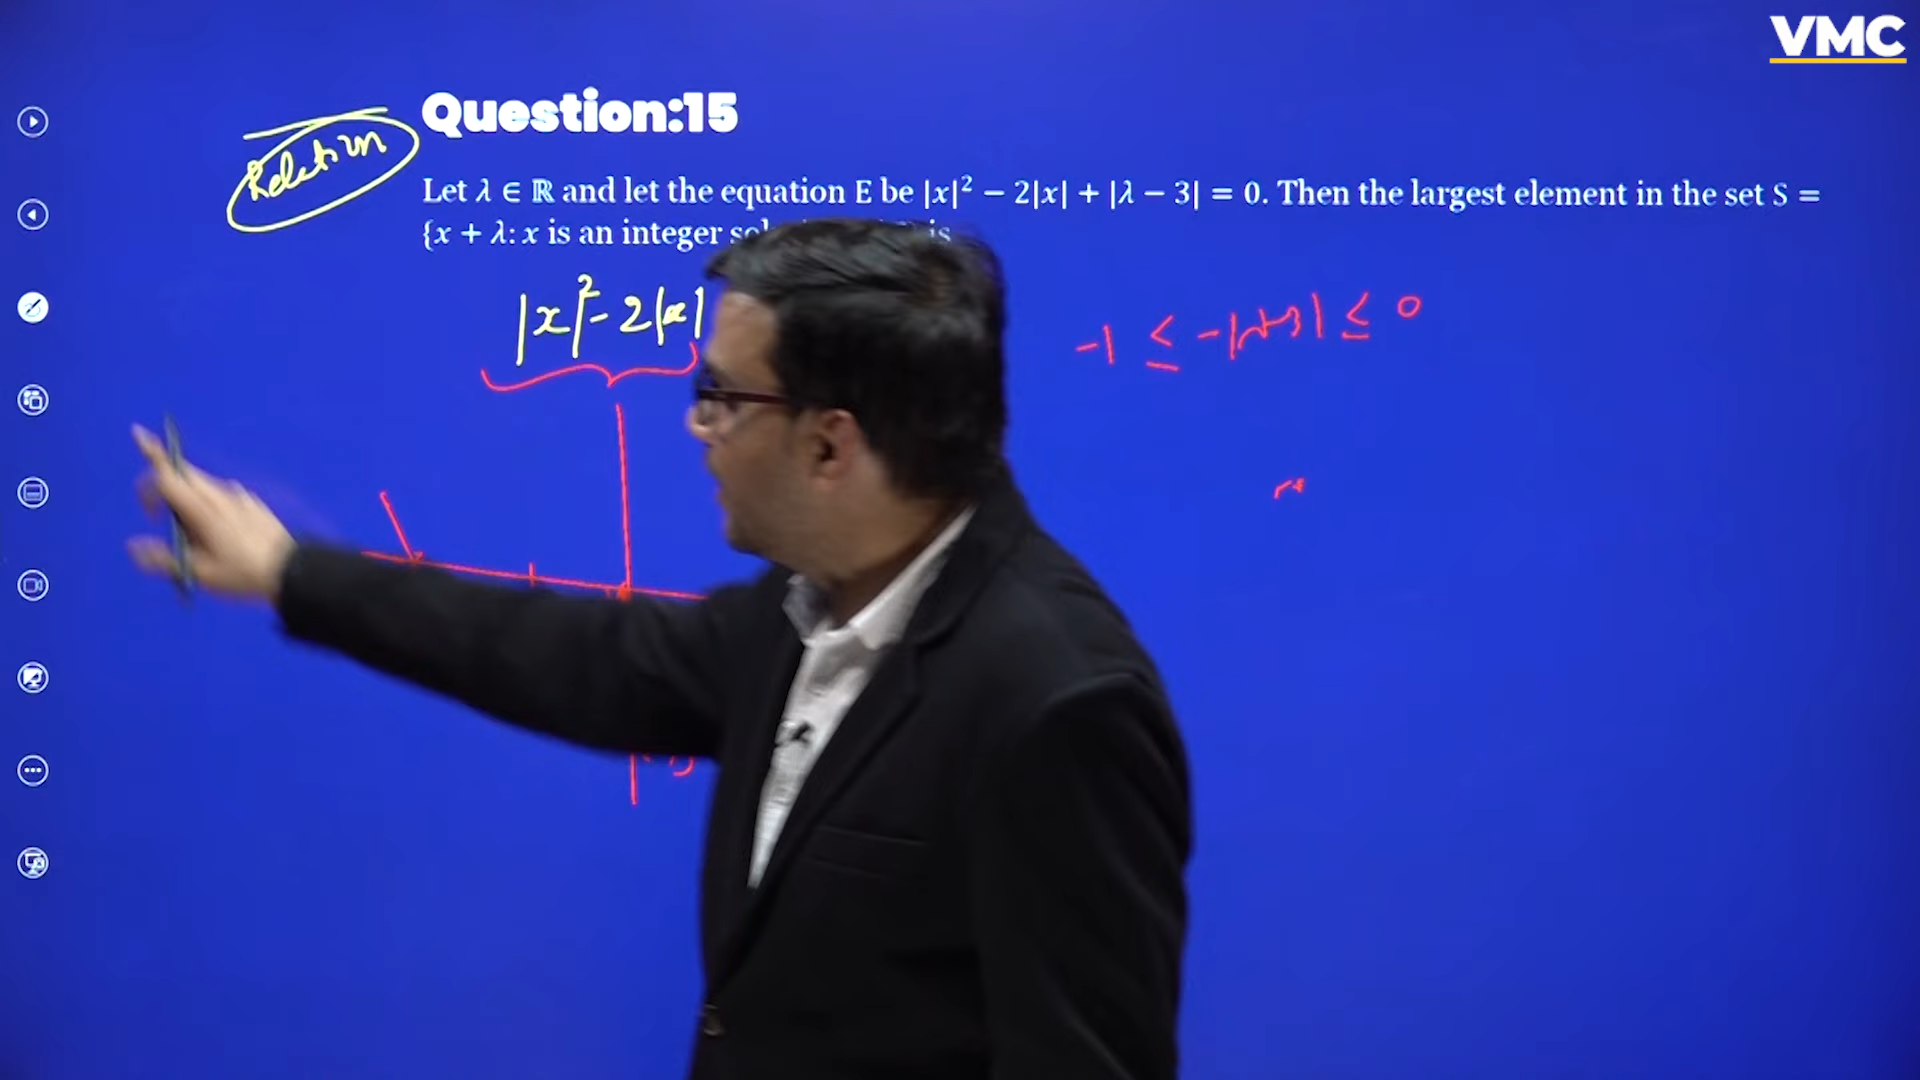 VMC
Question:15
Relation
Let λ ∈ ℝ and let the equation E be |x|² − 2|x| + |λ − 3| = 0. Then the largest element in the set S =
{x + λ: x is an integer is
|x|² - 2|x|
-1 ≤ -|λ-3| ≤ 0